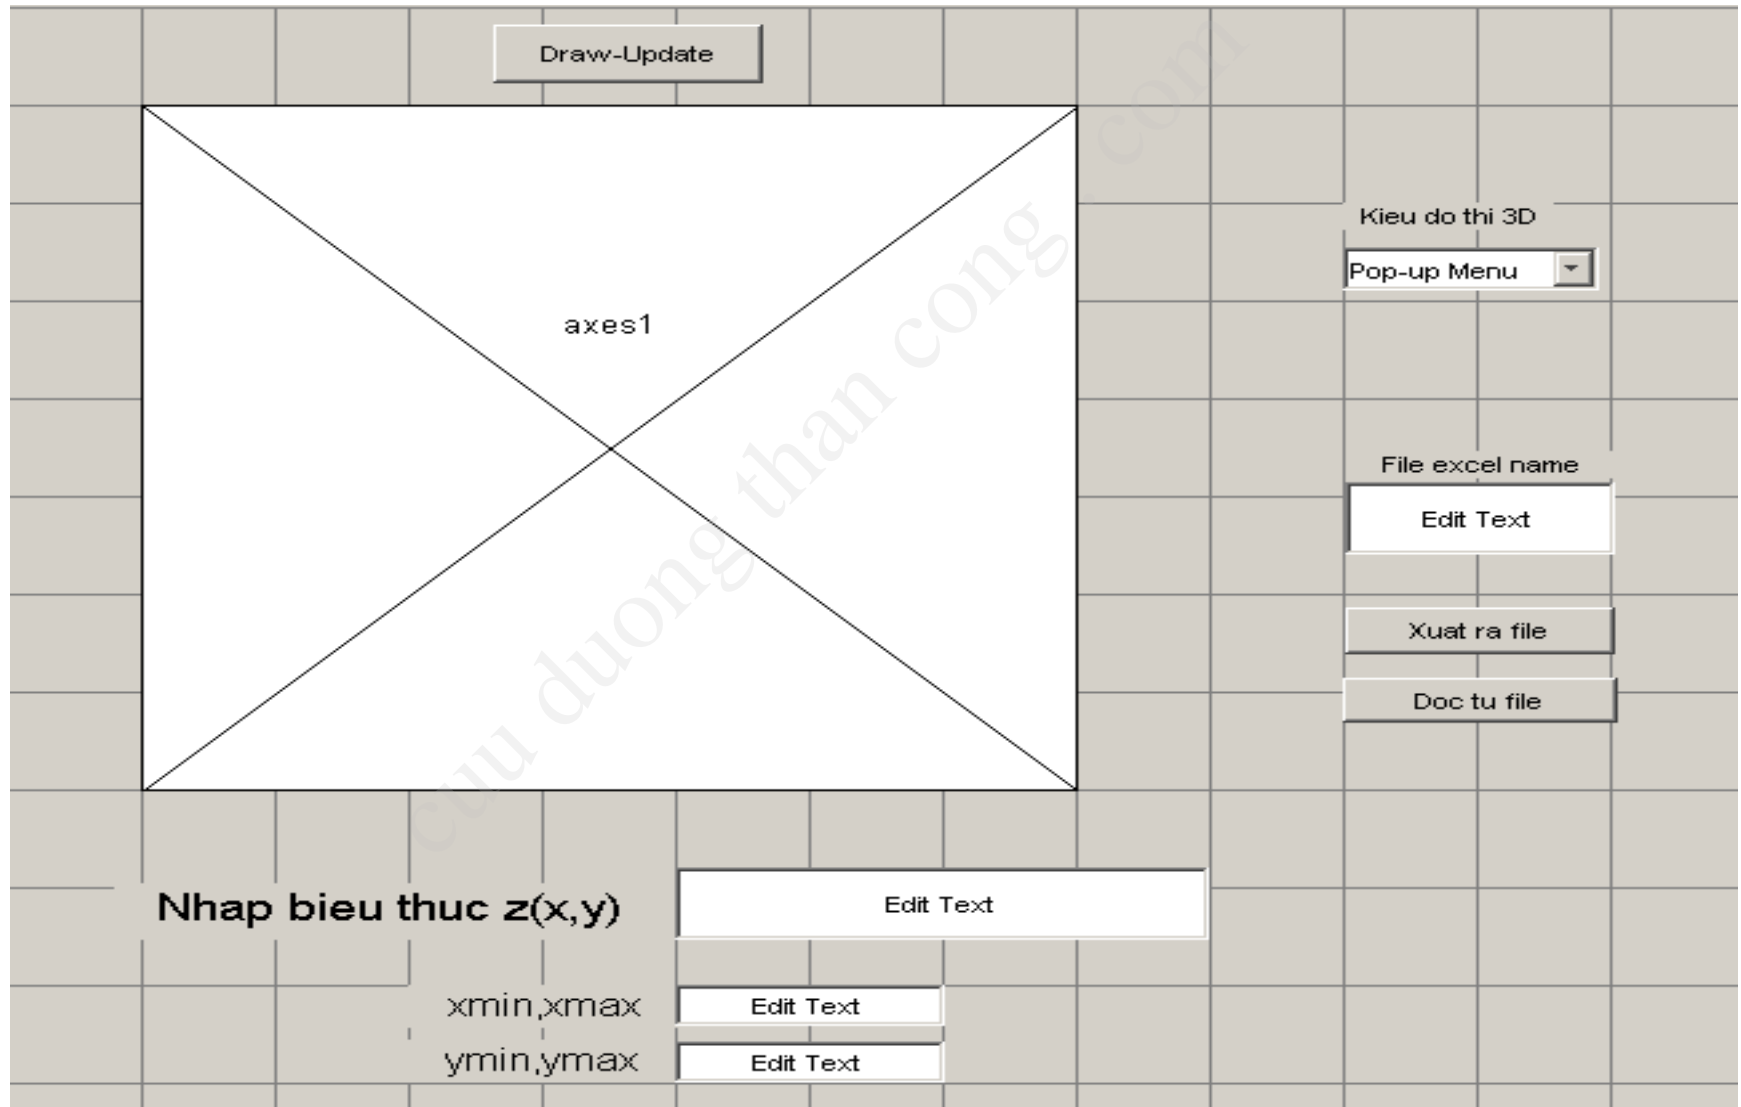 Draw-Update
axes1
Kieu do thi 3D
Pop-up Menu
File excel name
Edit Text
Xuat ra file
Doc tu file
Nhap bieu thuc z(x,y)
Edit Text
xmin,xmax
Edit Text
ymin,ymax
Edit Text
cuu duong than cong . com